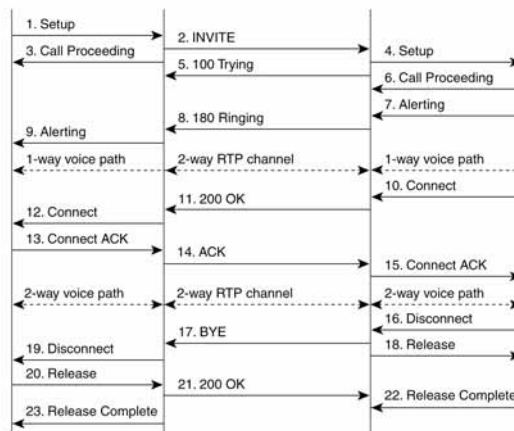 1. Setup
2. INVITE
3. Call Proceeding
4. Setup
5. 100 Trying
6. Call Proceeding
7. Alerting
8. 180 Ringing
9. Alerting
1-way voice path
2-way RTP channel
1-way voice path
10. Connect
11. 200 OK
12. Connect
13. Connect ACK
14. ACK
15. Connect ACK
2-way voice path
2-way RTP channel
2-way voice path
16. Disconnect
17. BYE
18. Release
19. Disconnect
20. Release
21. 200 OK
22. Release Complete
23. Release Complete